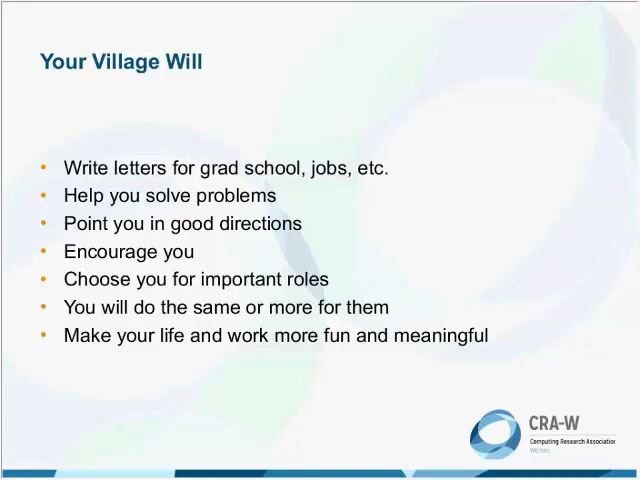 Your Village Will
• Write letters for grad school, jobs, etc.
• Help you solve problems
• Point you in good directions
• Encourage you
• Choose you for important roles
• You will do the same or more for them
• Make your life and work more fun and meaningful
CRA-W
Computing Research Association
Women